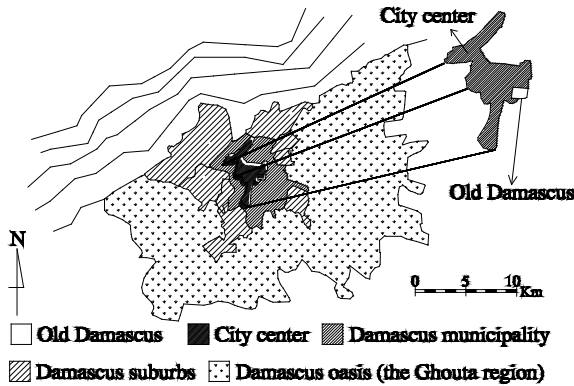 City center
Old Damascus
N
0 5 10
Km
Old Damascus City center Damascus municipality
Damascus suburbs Damascus oasis (the Ghouta region)